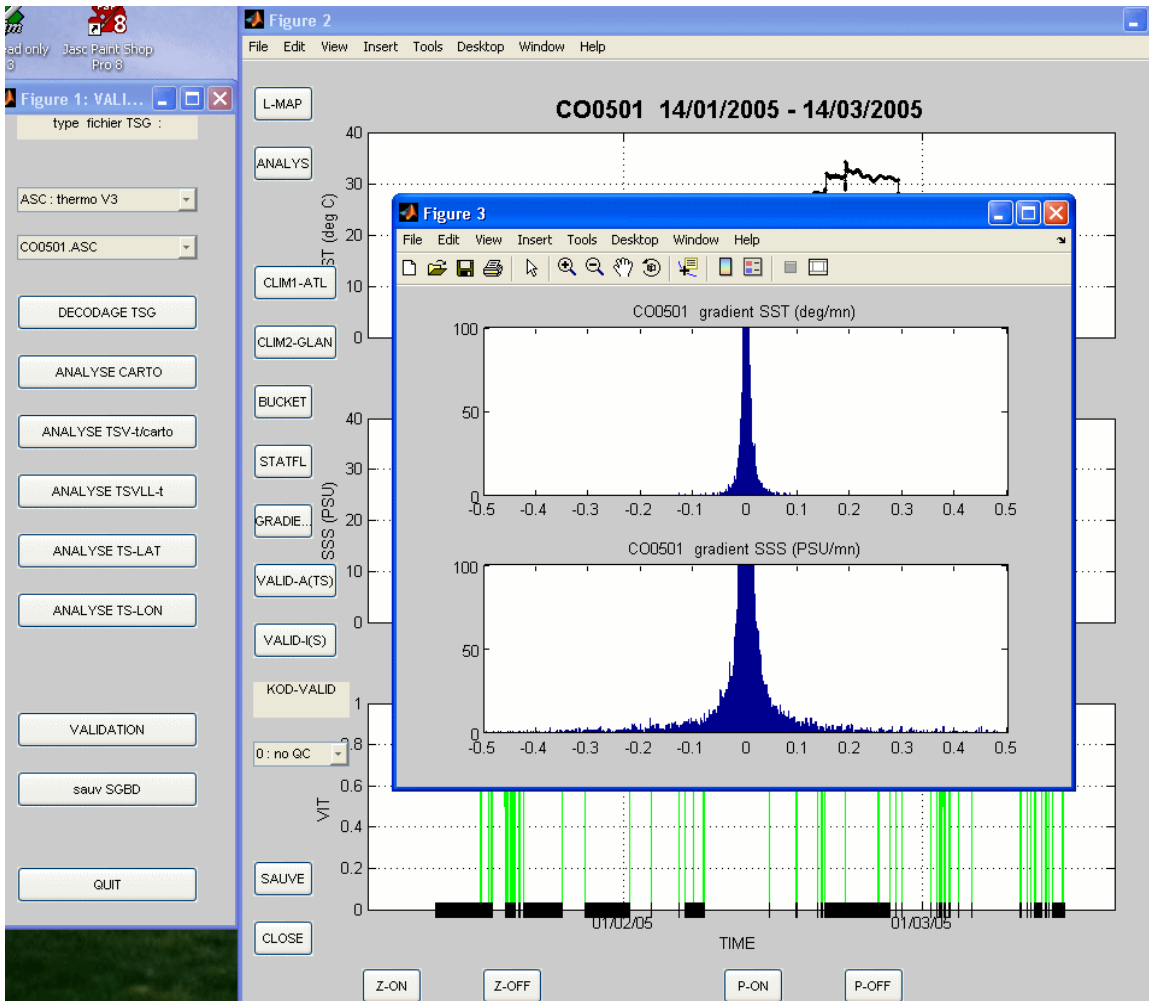 8
ead only Jasc Paint Shop
3 Pro 8
Figure 1: VALI...
type fichier TSG :
ASC : thermo V3
CO0501.ASC
DECODAGE TSG
ANALYSE CARTO
ANALYSE TSV-t/carto
ANALYSE TSVLL-t
ANALYSE TS-LAT
ANALYSE TS-LON
VALIDATION
sauv SGBD
QUIT
Figure 2
File Edit View Insert Tools Desktop Window Help
L-MAP
ANALYS
CLIM1-ATL
CLIM2-GLAN
BUCKET
STATFL
GRADIE...
VALID-A(TS)
VALID-I(S)
KOD-VALID
0 : no QC
SAUVE
CLOSE
CO0501 14/01/2005 - 14/03/2005
40
30
20
10
0
ST (deg C)
40
30
20
10
0
SSS (PSU)
1
0.8
0.6
0.4
0.2
0
VIT
01/02/05 01/03/05
TIME
Z-ON Z-OFF P-ON P-OFF
Figure 3
File Edit View Insert Tools Desktop Window Help
CO0501 gradient SST (deg/mn)
100
50
0
-0.5 -0.4 -0.3 -0.2 -0.1 0 0.1 0.2 0.3 0.4 0.5
CO0501 gradient SSS (PSU/mn)
100
50
0
-0.5 -0.4 -0.3 -0.2 -0.1 0 0.1 0.2 0.3 0.4 0.5